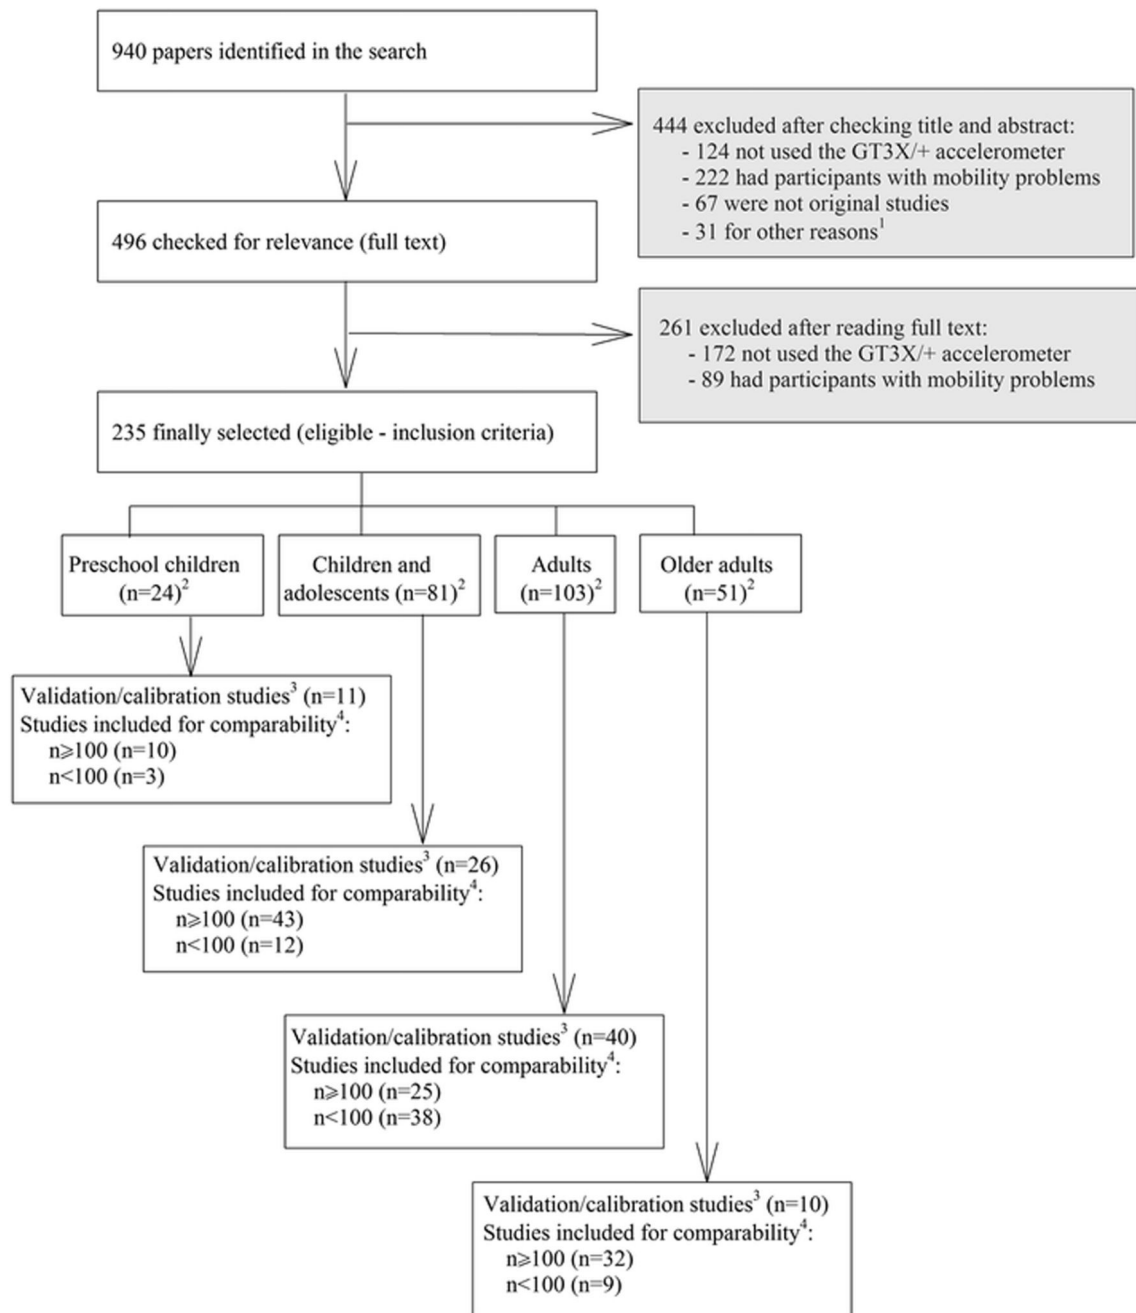 940 papers identified in the search
444 excluded after checking title and abstract:
- 124 not used the GT3X/+ accelerometer
- 222 had participants with mobility problems
- 67 were not original studies
- 31 for other reasons¹
496 checked for relevance (full text)
261 excluded after reading full text:
- 172 not used the GT3X/+ accelerometer
- 89 had participants with mobility problems
235 finally selected (eligible - inclusion criteria)
Preschool children
(n=24)²
Children and
adolescents (n=81)²
Adults
(n=103)²
Older adults
(n=51)²
Validation/calibration studies³ (n=11)
Studies included for comparability⁴:
n⩾100 (n=10)
n<100 (n=3)
Validation/calibration studies³ (n=26)
Studies included for comparability⁴:
n⩾100 (n=43)
n<100 (n=12)
Validation/calibration studies³ (n=40)
Studies included for comparability⁴:
n⩾100 (n=25)
n<100 (n=38)
Validation/calibration studies³ (n=10)
Studies included for comparability⁴:
n⩾100 (n=32)
n<100 (n=9)